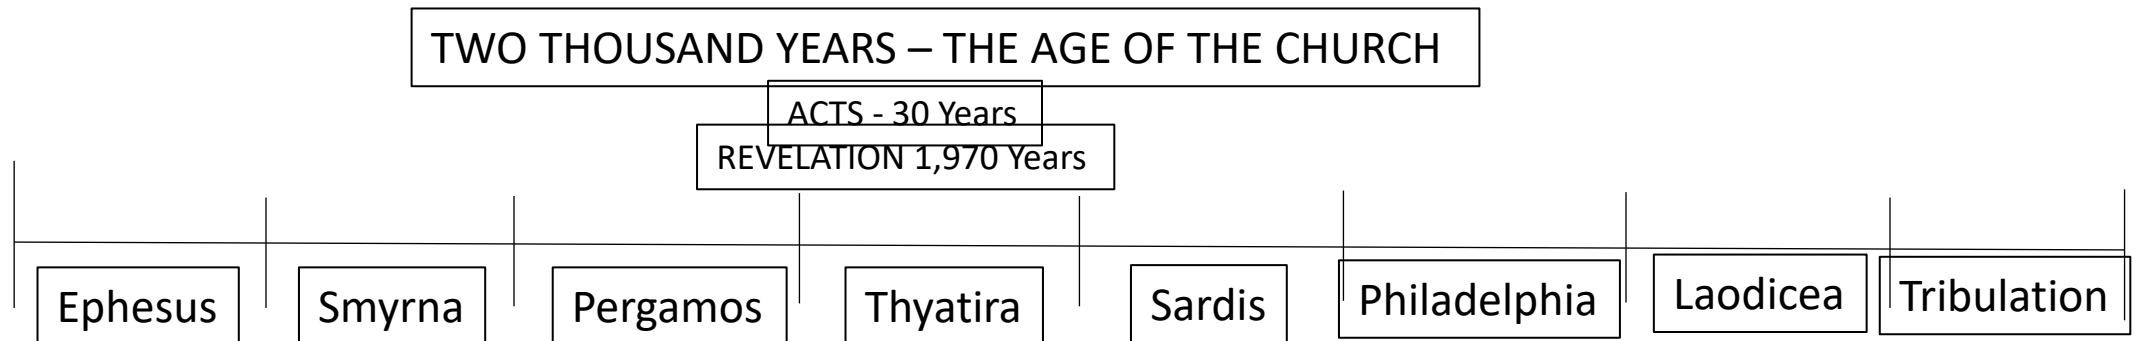 TWO THOUSAND YEARS – THE AGE OF THE CHURCH
ACTS - 30 Years
REVELATION 1,970 Years
Ephesus
Smyrna
Pergamos
Thyatira
Sardis
Philadelphia
Laodicea
Tribulation